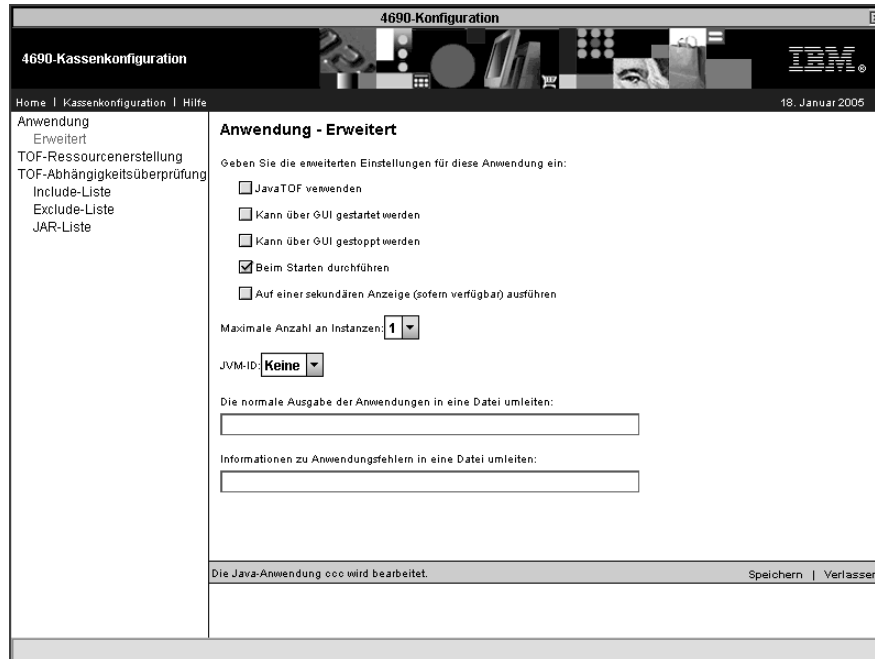 4690-Konfiguration
4690-Kassenkonfiguration
IBM®
Home | Kassenkonfiguration | Hilfe
18. Januar 2005
Anwendung
Erweitert
TOF-Ressourcenerstellung
TOF-Abhängigkeitsüberprüfung
Include-Liste
Exclude-Liste
JAR-Liste
Anwendung - Erweitert
Geben Sie die erweiterten Einstellungen für diese Anwendung ein:
JavaTOF verwenden
Kann über GUI gestartet werden
Kann über GUI gestoppt werden
Beim Starten durchführen
Auf einer sekundären Anzeige (sofern verfügbar) ausführen
Maximale Anzahl an Instanzen: 1
JVM-ID: Keine
Die normale Ausgabe der Anwendungen in eine Datei umleiten:
Informationen zu Anwendungsfehlern in eine Datei umleiten:
Die Java-Anwendung ccc wird bearbeitet.
Speichern | Verlassen